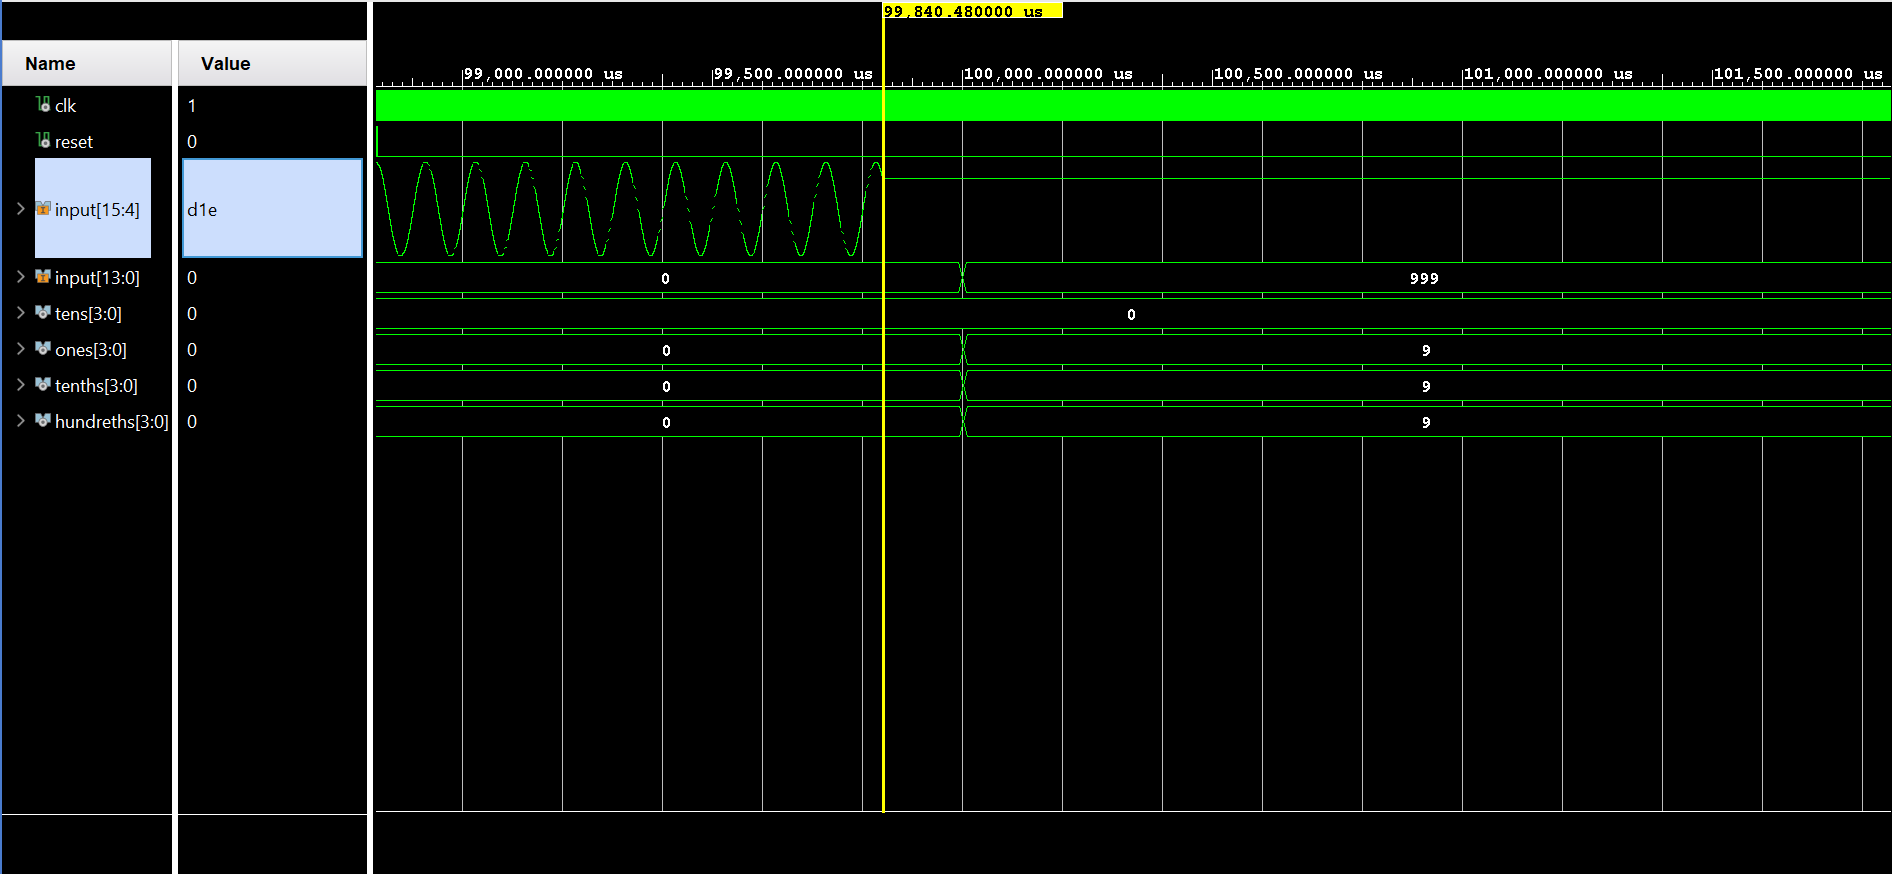 99,840.480000 us
Name Value
99,000.000000 us 99,500.000000 us 100,000.000000 us 100,500.000000 us 101,000.000000 us 101,500.000000 us
clk 1
reset 0
input[15:4] d1e
input[13:0] 0 0 999
tens[3:0] 0 0
ones[3:0] 0 0 9
tenths[3:0] 0 0 9
hundreths[3:0] 0 0 9